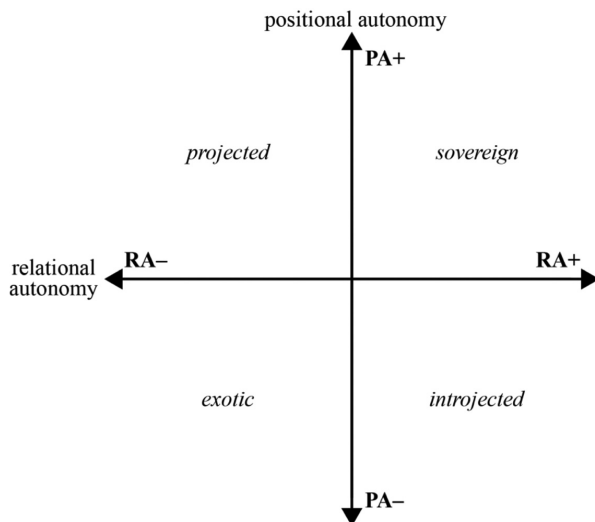 positional autonomy
PA+
projected
sovereign
RA–
RA+
relational
autonomy
exotic
introjected
PA–